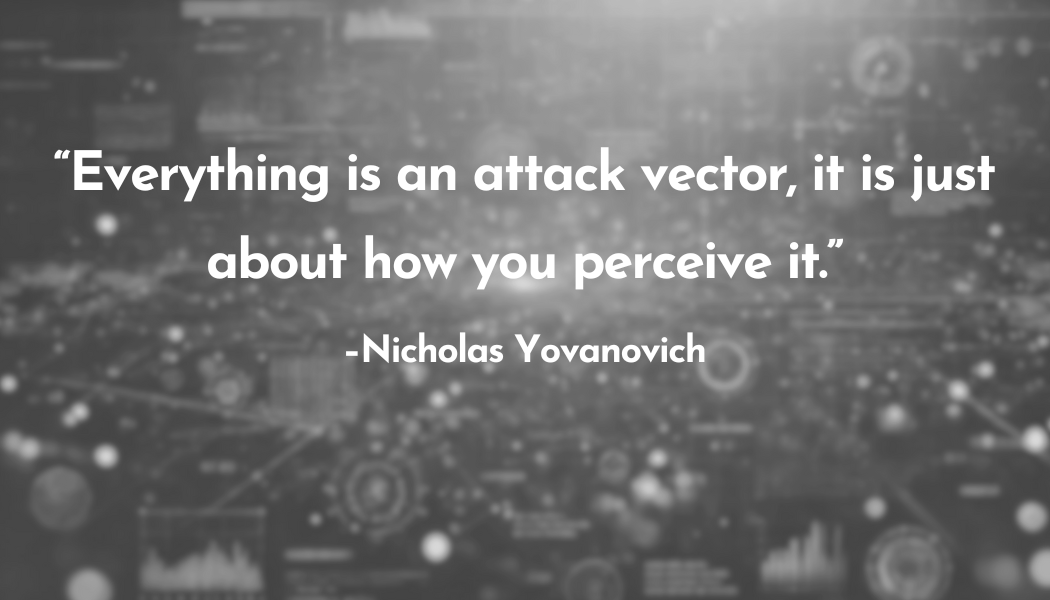 “Everything is an attack vector, it is just
about how you perceive it.”
–Nicholas Yovanovich